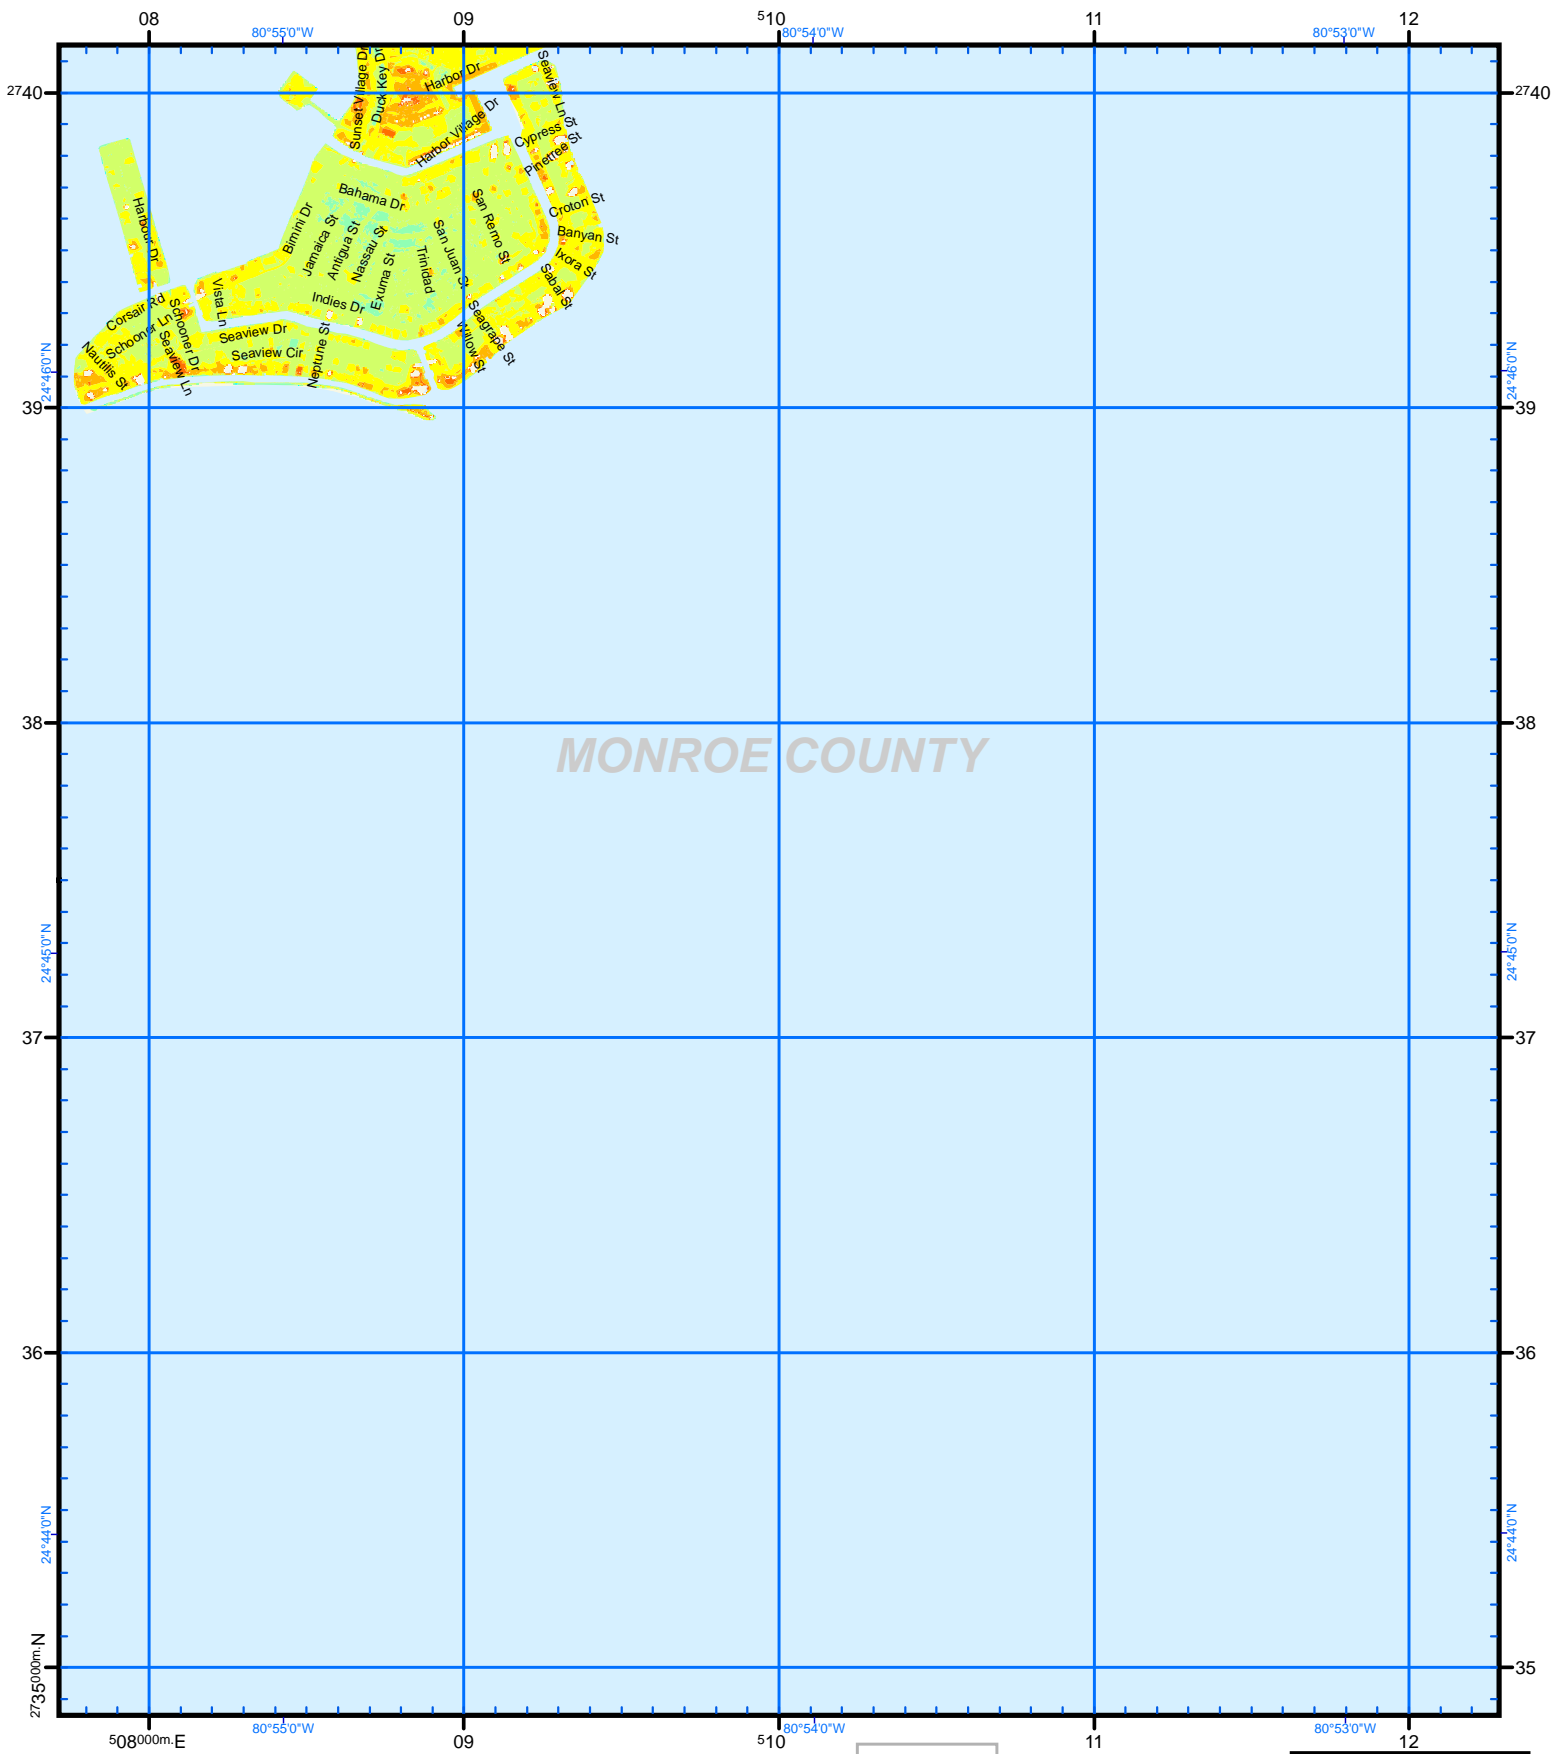 08 09 510 11 12
80°55'0"W 80°54'0"W 80°53'0"W
2740 2740
Sunset Village Dr
Duck Key Dr
Harbor Dr
Seaview Ln
Harbor Village Dr
Cypress St
Pinetree St
Bahama Dr
Croton St
Harbour Dr
Bimini Dr
Jamaica St
Antigua St
Nassau St
Exuma St
Trinidad
San Juan St
San Remo St
Banyan St
Ixora St
Sabal St
Vista Ln
Indies Dr
Corsair Rd
Schooner Ln
Schooner Dr
Seaview Dr
Seaview Cir
Neptune St
Seagrape St
Willow St
Nautilis St
Seaview Ln
24°46'0"N 24°46'0"N
39 39
38 38
MONROE COUNTY
24°45'0"N 24°45'0"N
37 37
36 36
24°44'0"N 24°44'0"N
2735000m.N 35
80°55'0"W 80°54'0"W 80°53'0"W
508000m.E 09 510 11 12